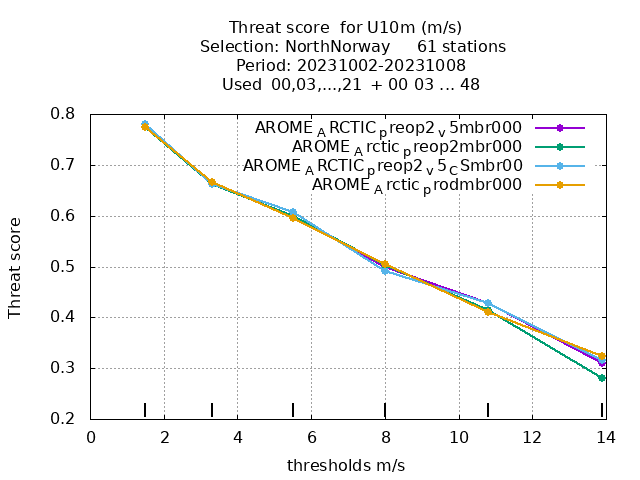 Threat score for U10m (m/s)
Selection: NorthNorway 61 stations
Period: 20231002-20231008
Used 00,03,...,21 + 00 03 ... 48
AROME_ARCTIC_preop2_v5mbr000
AROME_Arctic_preop2mbr000
AROME_ARCTIC_preop2_v5_CSmbr00
AROME_Arctic_prodmbr000
0.8
0.7
0.6
0.5
0.4
0.3
0.2
Threat score
0 2 4 6 8 10 12 14
thresholds m/s